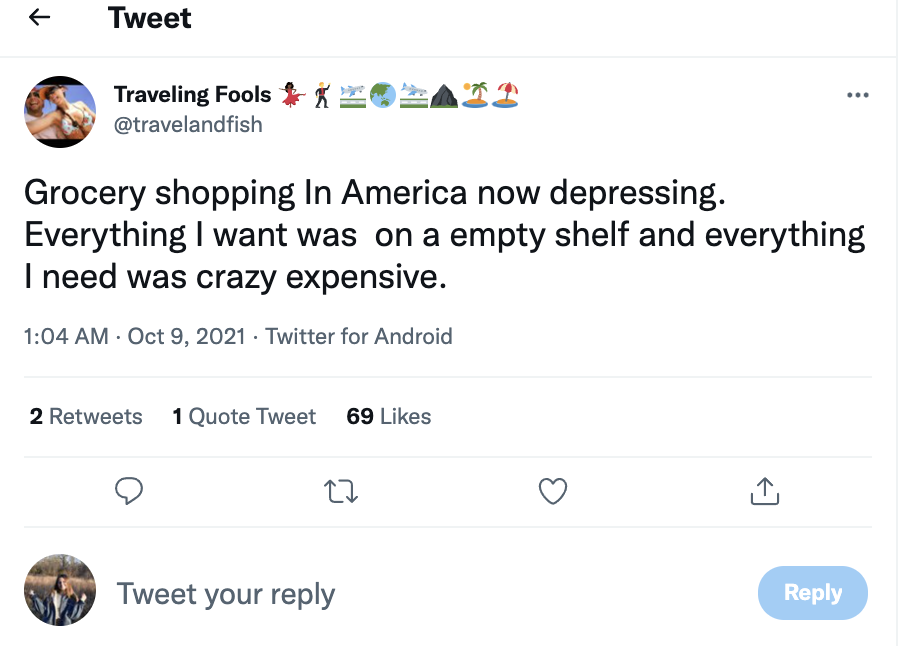 Tweet
Traveling Fools 💃🕺🛫🌏🛬⛰️🏝️⛱️
@travelandfish
Grocery shopping In America now depressing.
Everything I want was  on a empty shelf and everything
I need was crazy expensive.
1:04 AM · Oct 9, 2021 · Twitter for Android
2 Retweets 1 Quote Tweet 69 Likes
Tweet your reply
Reply